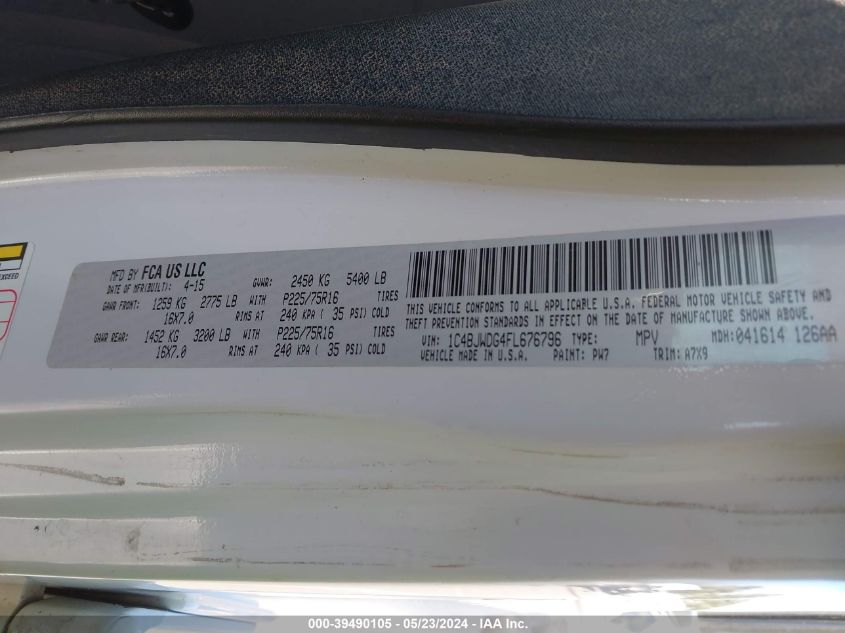 EXCEED
MFD BY FCA US LLC
DATE OF MFR(BUILT): 4-15 GVWR: 2450 KG 5400 LB
GAWR FRONT: 1259 KG 2775 LB WITH P225/75R16 TIRES
16X7.0 RIMS AT 240 KPA ( 35 PSI) COLD
GAWR REAR: 1452 KG 3200 LB WITH P225/75R16 TIRES
16X7.0 RIMS AT 240 KPA ( 35 PSI) COLD
THIS VEHICLE CONFORMS TO ALL APPLICABLE U.S.A. FEDERAL MOTOR VEHICLE SAFETY AND
THEFT PREVENTION STANDARDS IN EFFECT ON THE DATE OF MANUFACTURE SHOWN ABOVE.
VIN: 1C4BJWDG4FL676796 TYPE: MPV MDH:041614 126AA
VEHICLE MADE IN U.S.A. PAINT: PW7 TRIM: A7X9
000-39490105 - 05/23/2024 - IAA Inc.